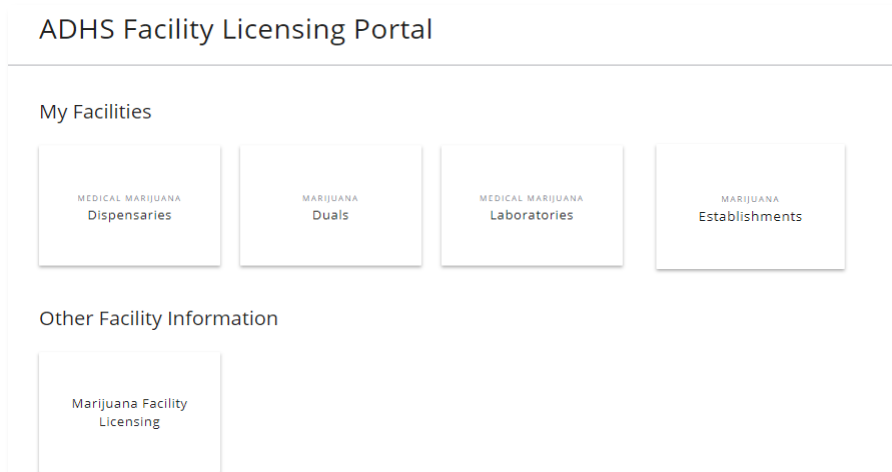 ADHS Facility Licensing Portal
My Facilities
MEDICAL MARIJUANA
Dispensaries
MARIJUANA
Duals
MEDICAL MARIJUANA
Laboratories
MARIJUANA
Establishments
Other Facility Information
Marijuana Facility
Licensing